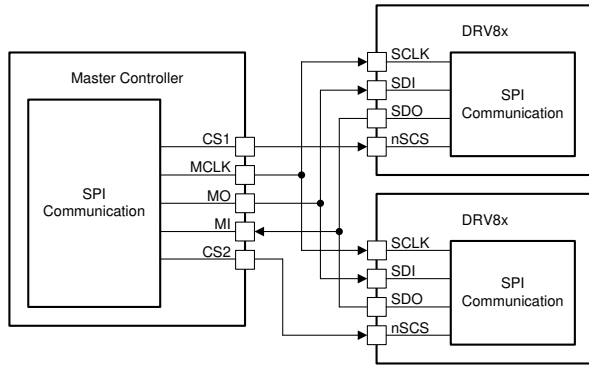 Master Controller
SPI
Communication
CS1
MCLK
MO
MI
CS2
DRV8x
SCLK
SDI
SDO
nSCS
SPI
Communication
DRV8x
SCLK
SDI
SDO
nSCS
SPI
Communication